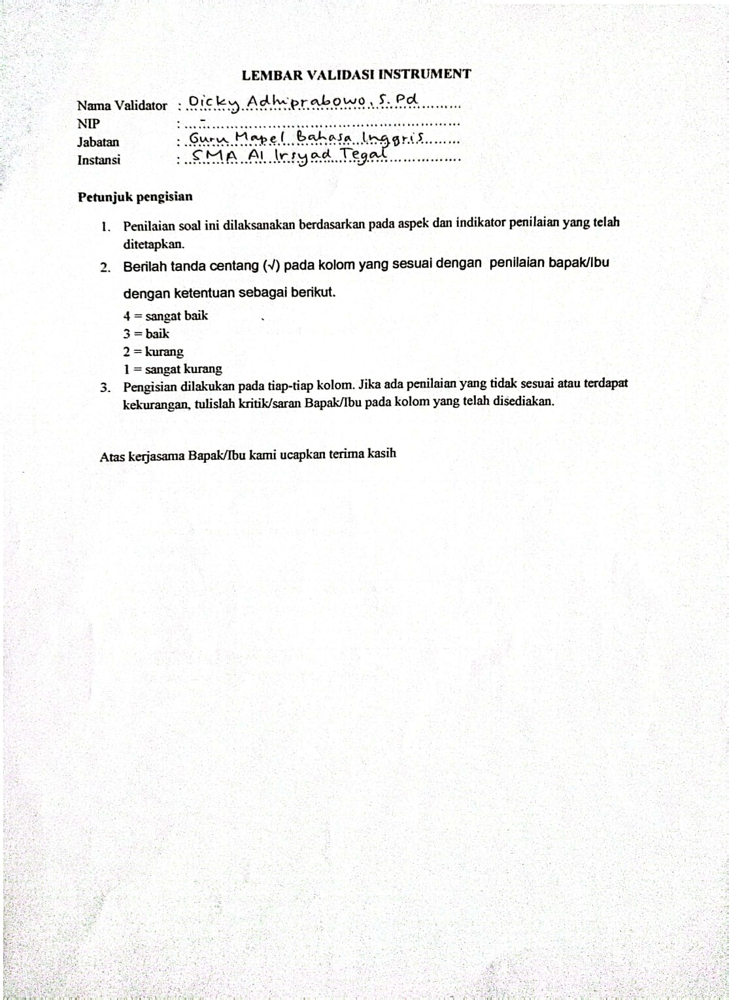 LEMBAR VALIDASI INSTRUMENT
Nama Validator : Dicky Adhiprabowo, S.Pd
NIP : -
Jabatan : Guru Mapel Bahasa Inggris
Instansi : SMA Al Irsyad Tegal
Petunjuk pengisian
1. Penilaian soal ini dilaksanakan berdasarkan pada aspek dan indikator penilaian yang telah
ditetapkan.
2. Berilah tanda centang (√) pada kolom yang sesuai dengan penilaian bapak/Ibu
dengan ketentuan sebagai berikut.
4 = sangat baik
3 = baik
2 = kurang
1 = sangat kurang
3. Pengisian dilakukan pada tiap-tiap kolom. Jika ada penilaian yang tidak sesuai atau terdapat
kekurangan, tulislah kritik/saran Bapak/Ibu pada kolom yang telah disediakan.
Atas kerjasama Bapak/Ibu kami ucapkan terima kasih